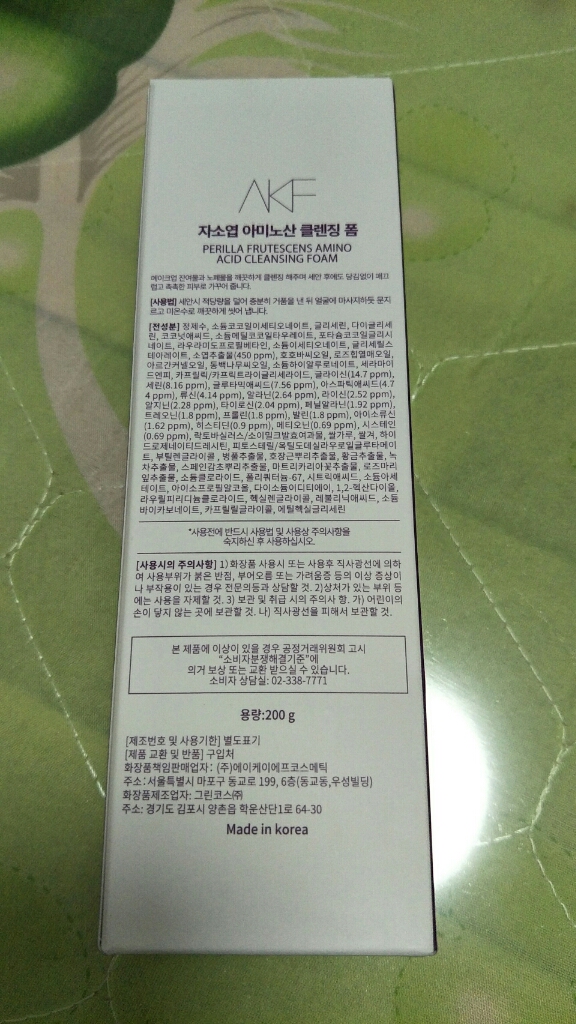 AKF
자소엽 아미노산 클렌징 폼
PERILLA FRUTESCENS AMINO
ACID CLEANSING FOAM
메이크업 잔여물과 노폐물을 깨끗하게 클렌징 해주며 세안 후에도 당김없이 매끄
럽고 촉촉한 피부로 가꾸어 줍니다.
[사용법] 세안시 적당량을 덜어 충분히 거품을 낸 뒤 얼굴에 마사지하듯 문지
르고 미온수로 깨끗하게 씻어 냅니다.
[전성분] 정제수, 소듐코코일이세티오네이트, 글리세린, 다이글리세
린, 코코넛애씨드, 소듐메틸코코일타우레이트, 포타슘코코일글리시
네이트, 라우라미도프로필베타인, 소듐이세티오네이트, 글리세릴스
테아레이트, 소엽추출물(450 ppm), 호호바씨오일, 로즈힙열매오일,
아르간커넬오일, 동백나무씨오일, 소듐하이알루로네이트, 세라마이
드엔피, 카프릴릭/카프릭트라이글리세라이드, 글라이신(14.7 ppm),
세린(8.16 ppm), 글루타믹애씨드(7.56 ppm), 아스파틱애씨드(4.7
4 ppm), 류신(4.14 ppm), 알라닌(2.64 ppm), 라이신(2.52 ppm),
알지닌(2.28 ppm), 타이로신(2.04 ppm), 페닐알라닌(1.92 ppm),
트레오닌(1.8 ppm), 프롤린(1.8 ppm), 발린(1.8 ppm), 아이소류신
(1.62 ppm), 히스티딘(0.9 ppm), 메티오닌(0.69 ppm), 시스테인
(0.69 ppm), 락토바실러스/소이밀크발효여과물, 쌀가루, 쌀겨, 하이
드로제네이티드레시틴, 피토스테릴/옥틸도데실라우로일글루타메이
트, 부틸렌글라이콜, 병풀추출물, 호장근뿌리추출물, 황금추출물, 녹
차추출물, 스페인감초뿌리추출물, 마트리카리아꽃추출물, 로즈마리
잎추출물, 소듐클로라이드, 폴리쿼터늄-67, 시트릭애씨드, 소듐아세
테이트, 아이소프로필알코올, 다이소듐이디티에이, 1,2-헥산다이올,
라우릴피리디늄클로라이드, 헥실렌글라이콜, 레불리닉애씨드, 소듐
바이카보네이트, 카프릴릴글라이콜, 에틸헥실글리세린
*사용전에 반드시 사용법 및 사용상 주의사항을
숙지하신 후 사용하십시오.
[사용시의 주의사항] 1) 화장품 사용시 또는 사용후 직사광선에 의하
여 사용부위가 붉은 반점, 부어오름 또는 가려움증 등의 이상 증상이
나 부작용이 있는 경우 전문의등과 상담할 것. 2)상처가 있는 부위 등
에는 사용을 자제할 것. 3) 보관 및 취급 시의 주의사 항. 가) 어린이의
손이 닿지 않는 곳에 보관할 것. 나) 직사광선을 피해서 보관할 것.
본 제품에 이상이 있을 경우 공정거래위원회 고시
"소비자분쟁해결기준"에
의거 보상 또는 교환 받으실 수 있습니다.
소비자 상담실: 02-338-7771
용량:200 g
[제조번호 및 사용기한] 별도표기
[제품 교환 및 반품] 구입처
화장품책임판매업자: (주)에이케이에프코스메틱
주소:서울특별시 마포구 동교로 199, 6층(동교동,우성빌딩)
화장품제조업자: 그린코스㈜
주소: 경기도 김포시 양촌읍 학운산단1로 64-30
Made in korea